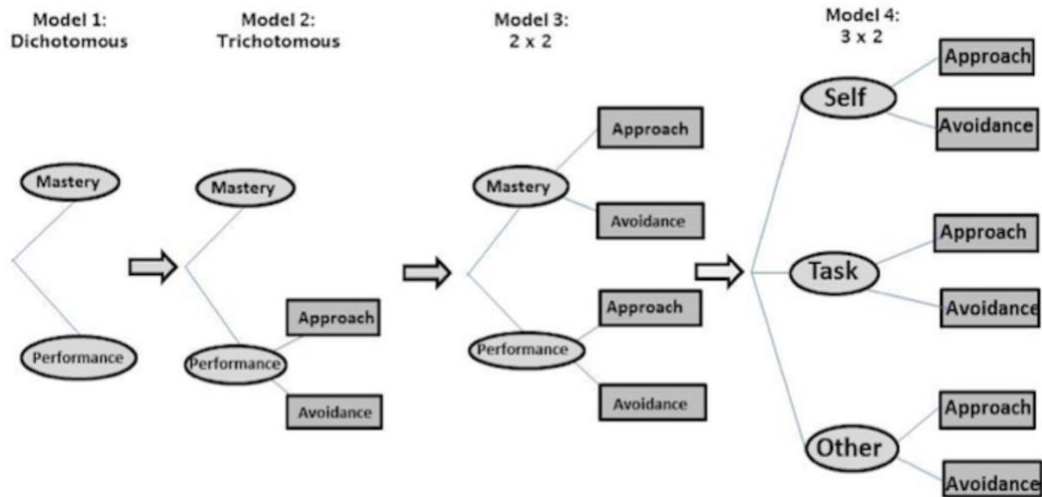 Model 1:
Dichotomous
Mastery
Performance
Model 2:
Trichotomous
Mastery
Performance
Approach
Avoidance
Model 3:
2 x 2
Mastery
Approach
Avoidance
Performance
Approach
Avoidance
Model 4:
3 x 2
Self
Approach
Avoidance
Task
Approach
Avoidance
Other
Approach
Avoidance